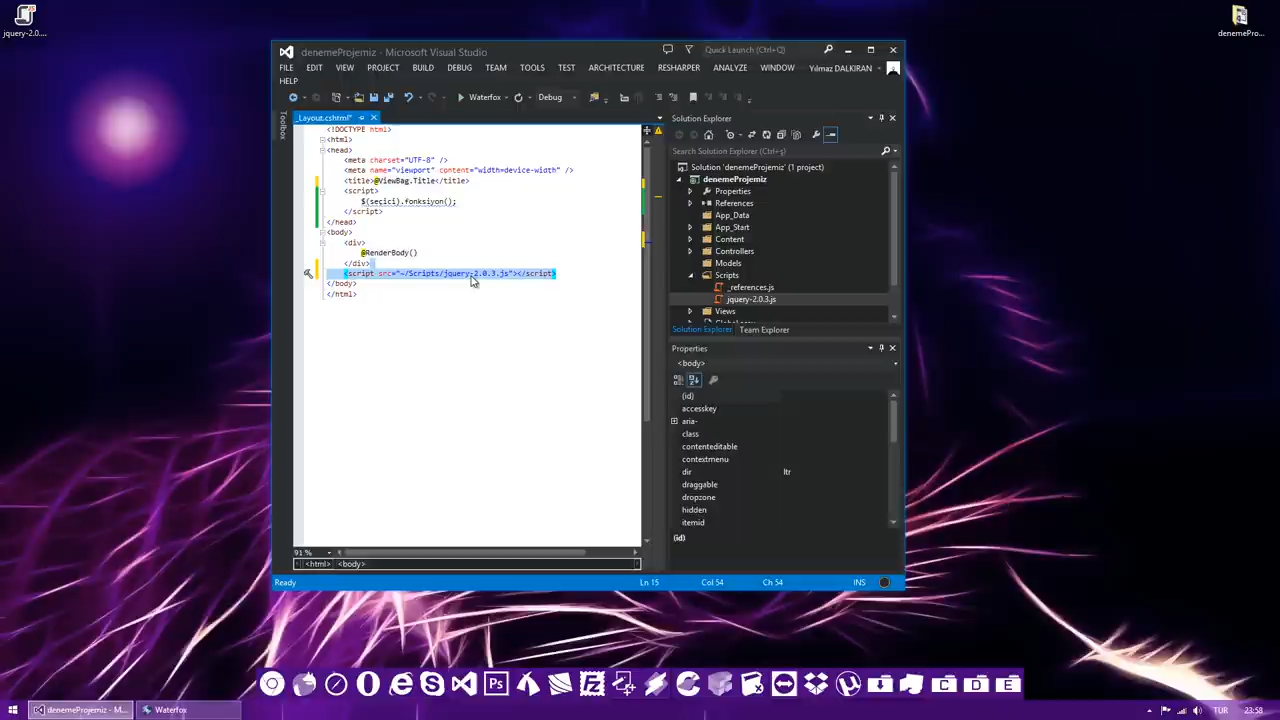 jquery-2.0....
denemePro...
denemeProjemiz - Microsoft Visual Studio
Quick Launch (Ctrl+Q)
FILE EDIT VIEW PROJECT BUILD DEBUG TEAM TOOLS TEST ARCHITECTURE RESHARPER ANALYZE WINDOW Yılmaz DALKIRAN
HELP
Waterfox Debug
Toolbox
_Layout.cshtml*
<!DOCTYPE html>
<html>
<head>
<meta charset="UTF-8" />
<meta name="viewport" content="width=device-width" />
<title>@ViewBag.Title</title>
<script>
$(seçici).fonksiyon();
</script>
</head>
<body>
<div>
@RenderBody()
</div>
<script src="~/Scripts/jquery-2.0.3.js"></script>
</body>
</html>
91 %
<html> <body>
Solution Explorer
Search Solution Explorer (Ctrl+ş)
Solution 'denemeProjemiz' (1 project)
denemeProjemiz
Properties
References
App_Data
App_Start
Content
Controllers
Models
Scripts
_references.js
jquery-2.0.3.js
Views
Solution Explorer Team Explorer
Properties
<body>
(id)
accesskey
aria-
class
contenteditable
contextmenu
dir ltr
draggable
dropzone
hidden
itemid
(id)
Ready Ln 15 Col 54 Ch 54 INS
Ps
C D E
denemeProjemiz - M... Waterfox TUR 23:58